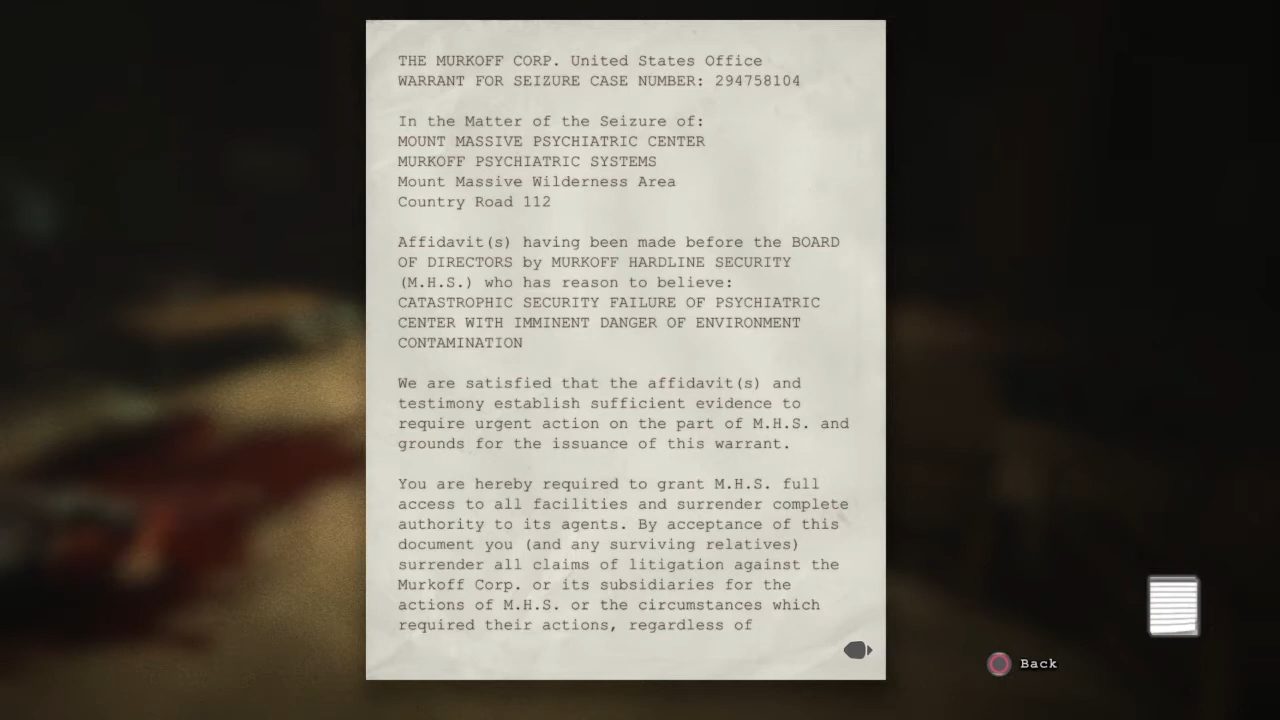 THE MURKOFF CORP. United States Office
WARRANT FOR SEIZURE CASE NUMBER: 294758104
In the Matter of the Seizure of:
MOUNT MASSIVE PSYCHIATRIC CENTER
MURKOFF PSYCHIATRIC SYSTEMS
Mount Massive Wilderness Area
Country Road 112
Affidavit(s) having been made before the BOARD
OF DIRECTORS by MURKOFF HARDLINE SECURITY
(M.H.S.) who has reason to believe:
CATASTROPHIC SECURITY FAILURE OF PSYCHIATRIC
CENTER WITH IMMINENT DANGER OF ENVIRONMENT
CONTAMINATION
We are satisfied that the affidavit(s) and
testimony establish sufficient evidence to
require urgent action on the part of M.H.S. and
grounds for the issuance of this warrant.
You are hereby required to grant M.H.S. full
access to all facilities and surrender complete
authority to its agents. By acceptance of this
document you (and any surviving relatives)
surrender all claims of litigation against the
Murkoff Corp. or its subsidiaries for the
actions of M.H.S. or the circumstances which
required their actions, regardless of
Back